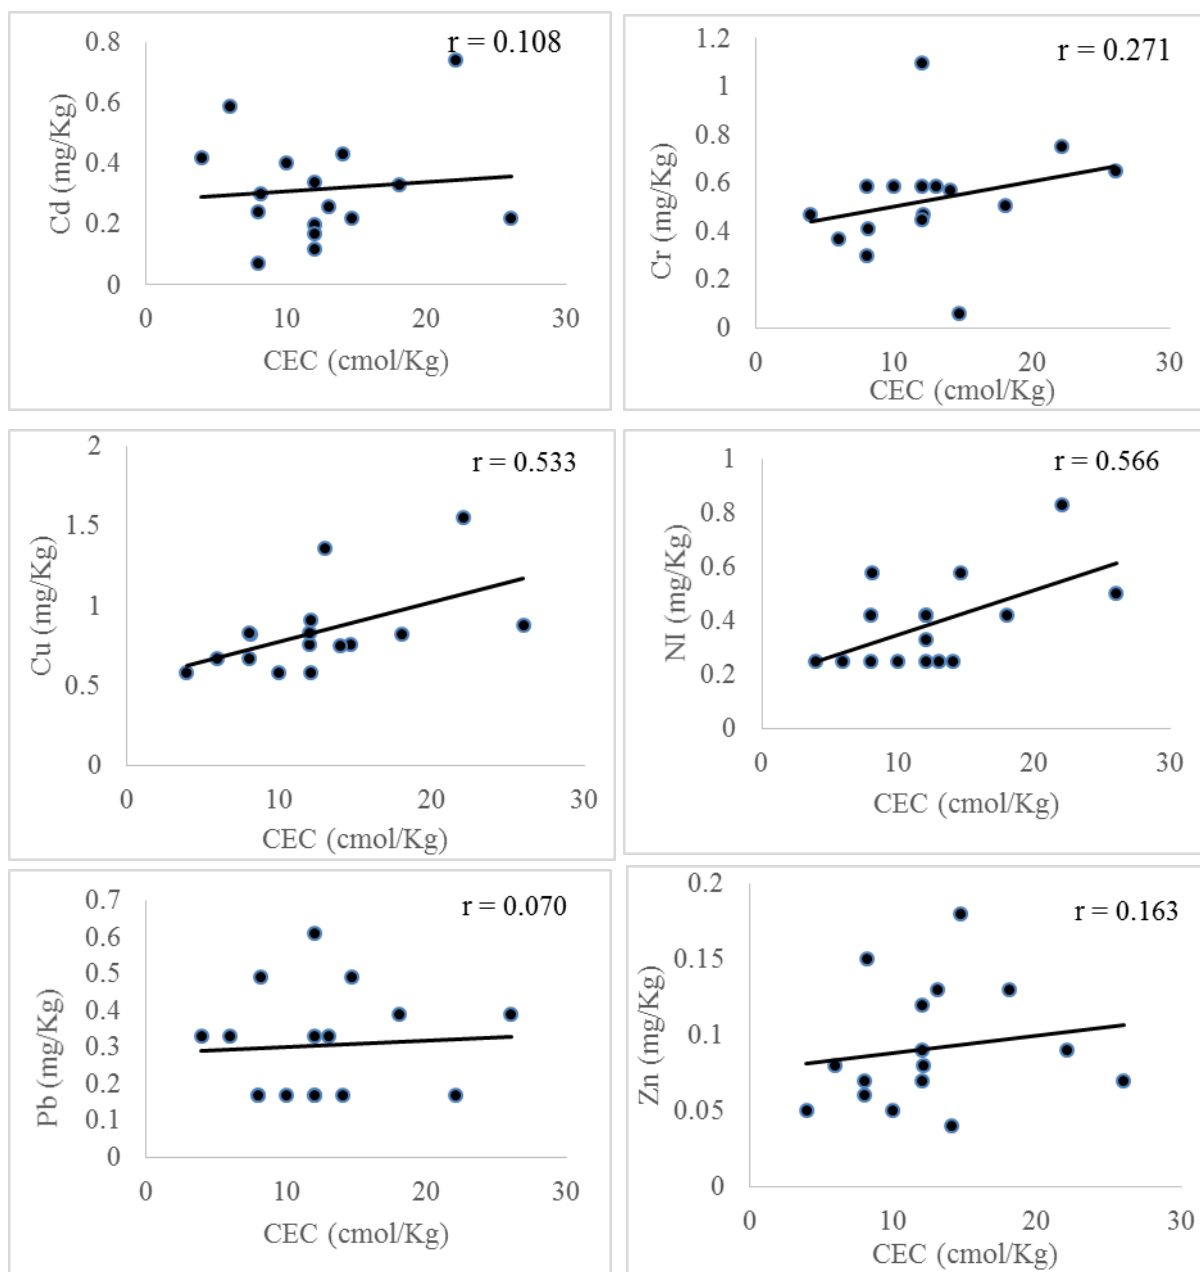 r = 0.108
Cd (mg/Kg)
0.8
0.6
0.4
0.2
0
0 10 20 30
CEC (cmol/Kg)
r = 0.271
Cr (mg/Kg)
1.2
1
0.8
0.6
0.4
0.2
0
0 10 20 30
CEC (cmol/Kg)
r = 0.533
Cu (mg/Kg)
2
1.5
1
0.5
0
0 10 20 30
CEC (cmol/Kg)
r = 0.566
NI (mg/Kg)
1
0.8
0.6
0.4
0.2
0
0 10 20 30
CEC (cmol/Kg)
r = 0.070
Pb (mg/Kg)
0.7
0.6
0.5
0.4
0.3
0.2
0.1
0
0 10 20 30
CEC (cmol/Kg)
r = 0.163
Zn (mg/Kg)
0.2
0.15
0.1
0.05
0
0 10 20 30
CEC (cmol/Kg)